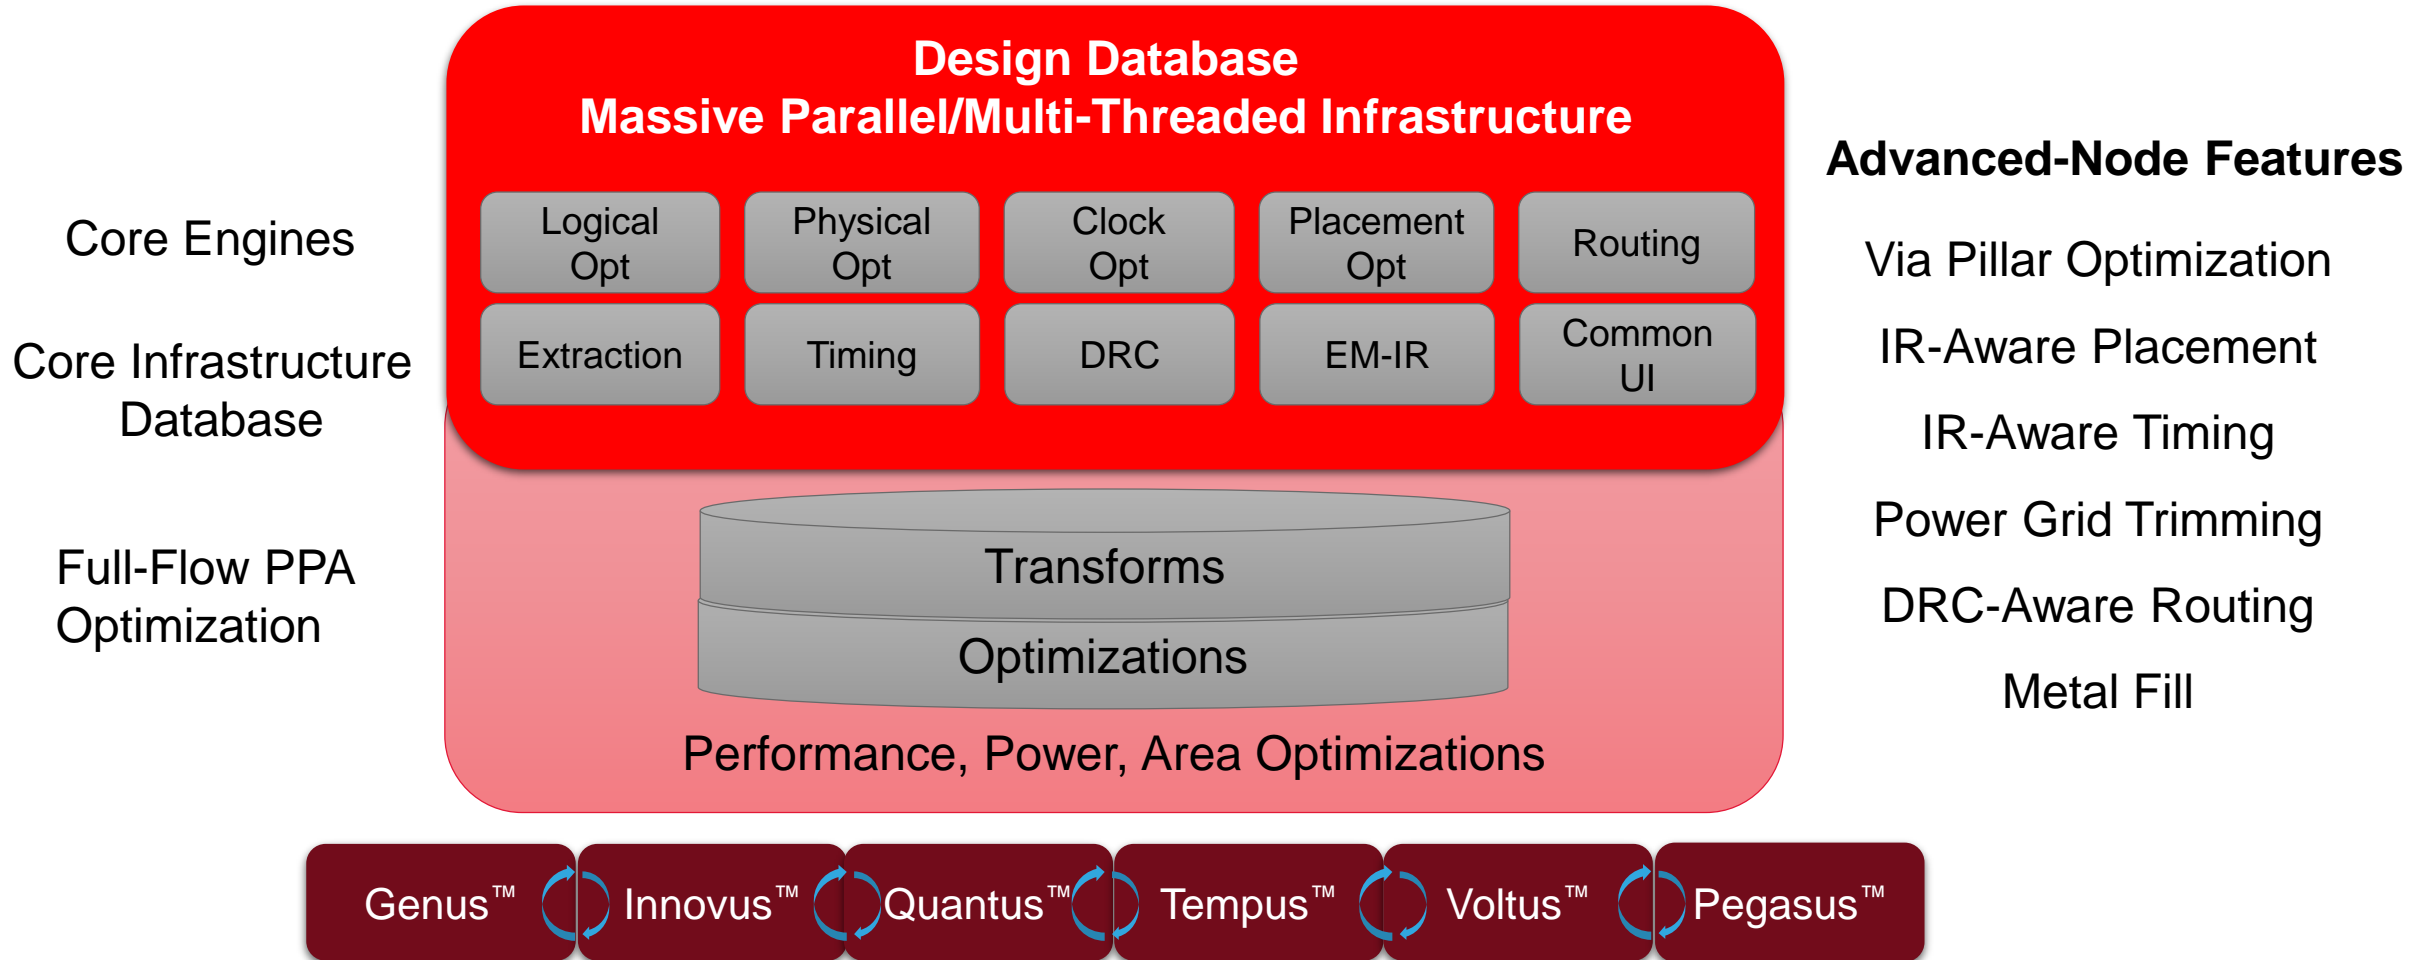 Design Database
Massive Parallel/Multi-Threaded Infrastructure
Core Engines
Core Infrastructure
Database
Full-Flow PPA
Optimization
Logical
Opt
Physical
Opt
Clock
Opt
Placement
Opt
Routing
Extraction
Timing
DRC
EM-IR
Common
UI
Transforms
Optimizations
Performance, Power, Area Optimizations
Advanced-Node Features
Via Pillar Optimization
IR-Aware Placement
IR-Aware Timing
Power Grid Trimming
DRC-Aware Routing
Metal Fill
Genus™
Innovus™
Quantus™
Tempus™
Voltus™
Pegasus™